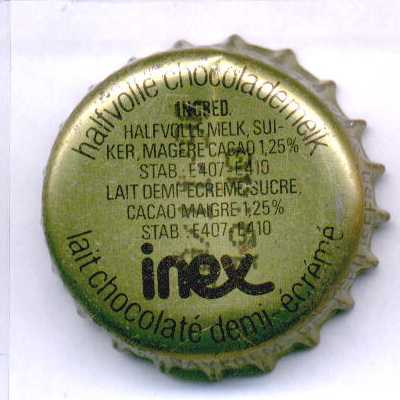 halfvolle chocolademelk
INGRED.
HALFVOLLE MELK, SUI-
KER, MAGERE CACAO 1,25%
STAB : E407-E410
LAIT DEMI-ECREME, SUCRE,
CACAO MAIGRE 1,25%
STAB : E407-E410
inex
lait chocolaté demi-écrémé